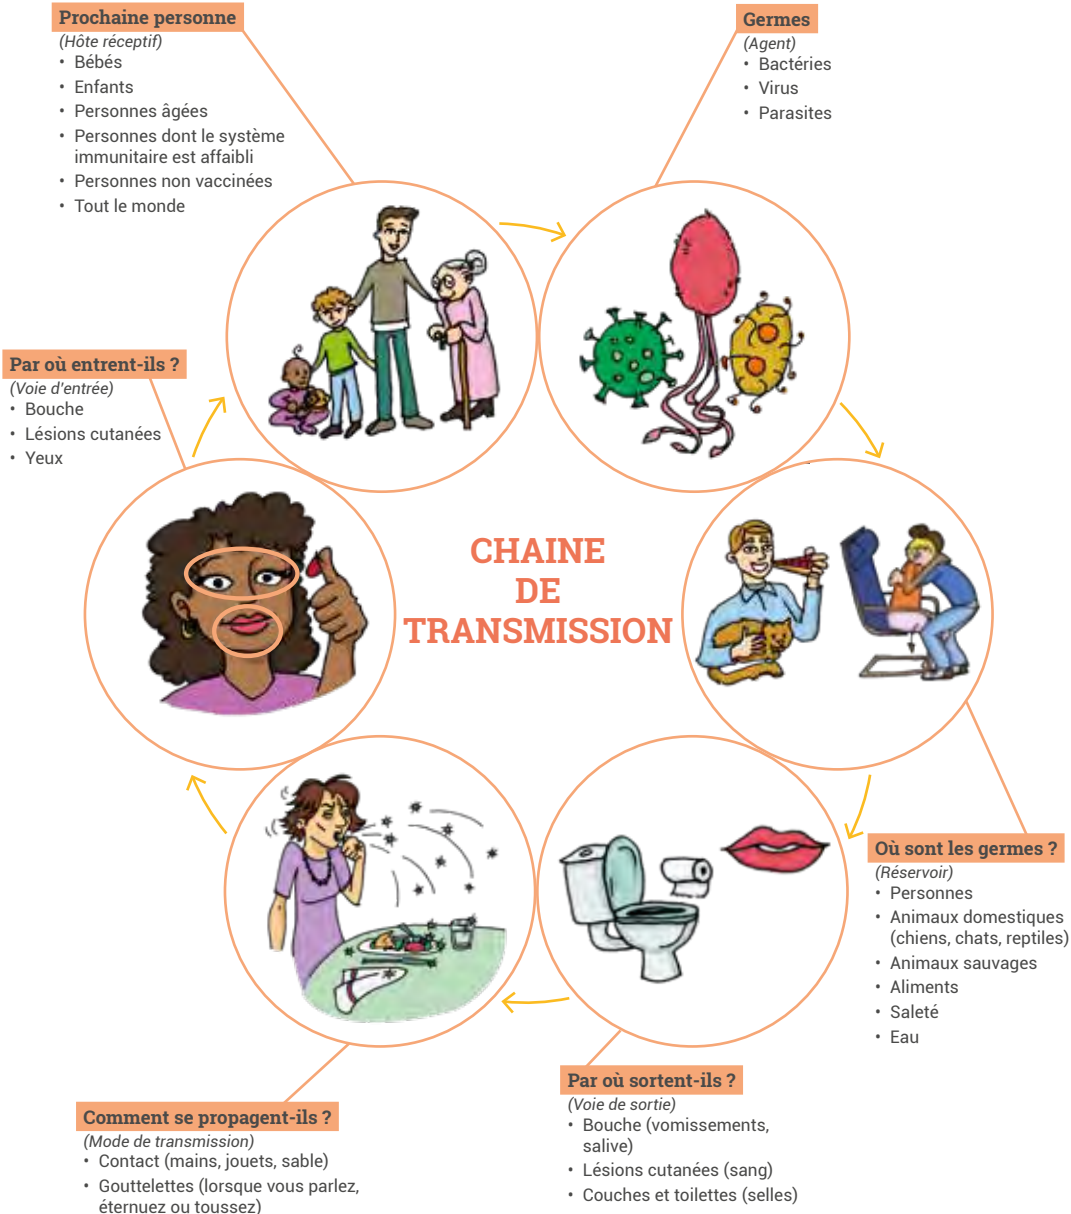 Prochaine personne
(Hôte réceptif)
• Bébés
• Enfants
• Personnes âgées
• Personnes dont le système
immunitaire est affaibli
• Personnes non vaccinées
• Tout le monde
Germes
(Agent)
• Bactéries
• Virus
• Parasites
Par où entrent-ils ?
(Voie d'entrée)
• Bouche
• Lésions cutanées
• Yeux
CHAINE
DE
TRANSMISSION
Où sont les germes ?
(Réservoir)
• Personnes
• Animaux domestiques
(chiens, chats, reptiles)
• Animaux sauvages
• Aliments
• Saleté
• Eau
Par où sortent-ils ?
(Voie de sortie)
• Bouche (vomissements,
salive)
• Lésions cutanées (sang)
• Couches et toilettes (selles)
Comment se propagent-ils ?
(Mode de transmission)
• Contact (mains, jouets, sable)
• Gouttelettes (lorsque vous parlez,
éternuez ou toussez)